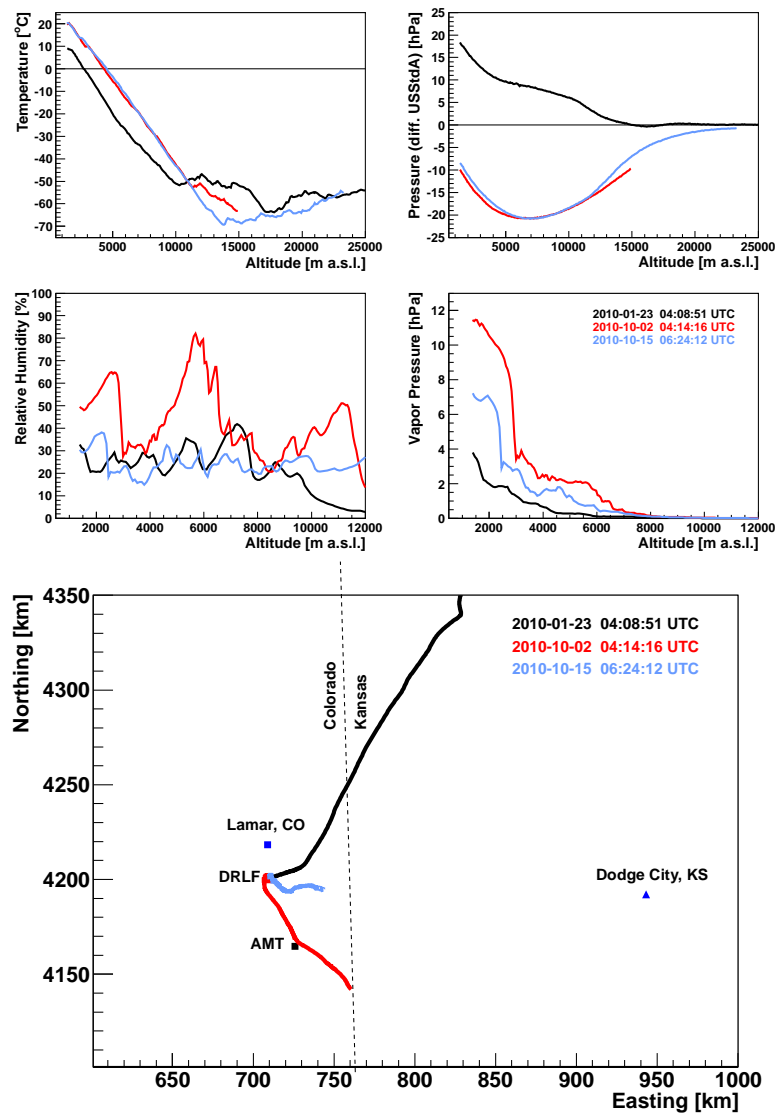 Temperature [°C]
20
10
0
-10
-20
-30
-40
-50
-60
-70
5000 10000 15000 20000 25000
Altitude [m a.s.l.]
Pressure (diff. USStdA) [hPa]
25
20
15
10
5
0
-5
-10
-15
-20
-25
5000 10000 15000 20000 25000
Altitude [m a.s.l.]
Relative Humidity [%]
100
90
80
70
60
50
40
30
20
10
0
2000 4000 6000 8000 10000 12000
Altitude [m a.s.l.]
Vapor Pressure [hPa]
12
10
8
6
4
2
0
2010-01-23 04:08:51 UTC
2010-10-02 04:14:16 UTC
2010-10-15 06:24:12 UTC
2000 4000 6000 8000 10000 12000
Altitude [m a.s.l.]
Northing [km]
4350
4300
4250
4200
4150
2010-01-23 04:08:51 UTC
2010-10-02 04:14:16 UTC
2010-10-15 06:24:12 UTC
Colorado
Kansas
Lamar, CO
DRLF
Dodge City, KS
AMT
650 700 750 800 850 900 950 1000
Easting [km]